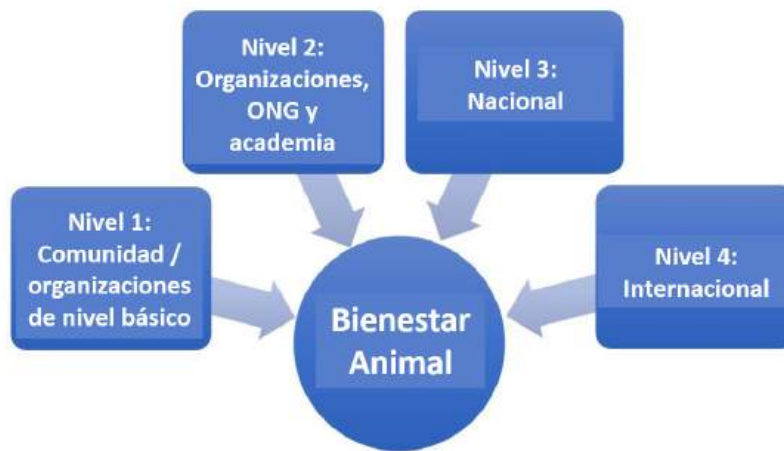 Nivel 1:
Comunidad /
organizaciones
de nivel básico
Nivel 2:
Organizaciones,
ONG y
academia
Nivel 3:
Nacional
Nivel 4:
Internacional
Bienestar
Animal